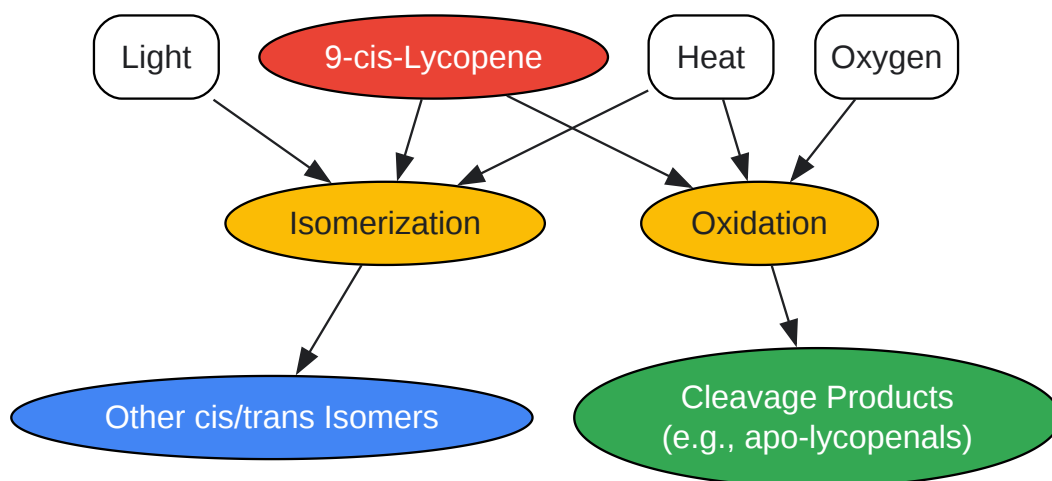 Light
9-cis-Lycopene
Heat
Oxygen
Isomerization
Oxidation
Other cis/trans Isomers
Cleavage Products
(e.g., apo-lycopenals)